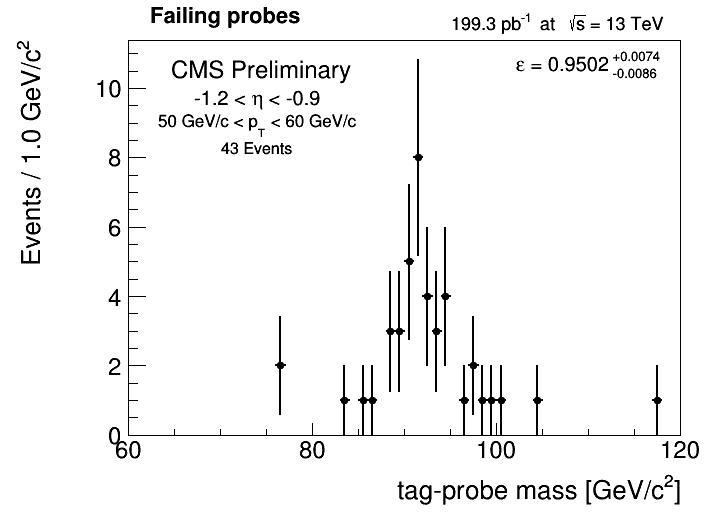 Failing probes
199.3 pb⁻¹ at √s = 13 TeV
CMS Preliminary
-1.2 < η < -0.9
50 GeV/c < p_T < 60 GeV/c
43 Events
ε = 0.9502 +0.0074 -0.0086
Events / 1.0 GeV/c²
10
8
6
4
2
0
60 80 100 120
tag-probe mass [GeV/c²]